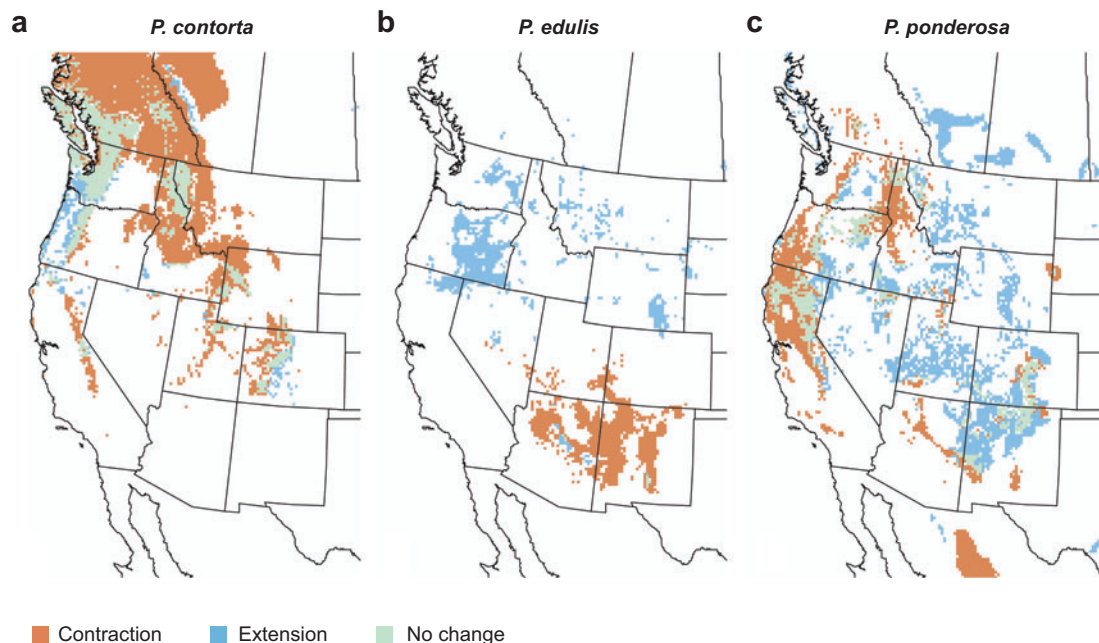 a P. contorta b P. edulis c P. ponderosa
Contraction Extension No change